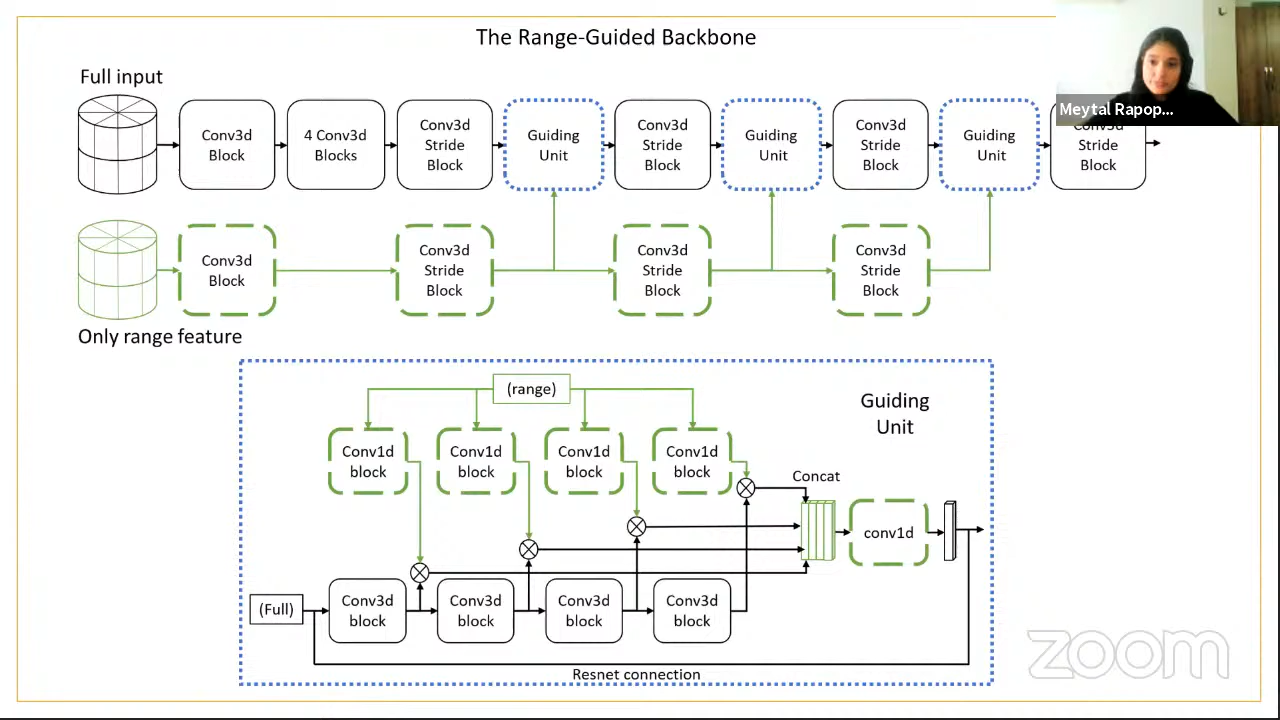 The Range-Guided Backbone
Meytal Rapop...
Full input
Conv3d
Block
4 Conv3d
Blocks
Conv3d
Stride
Block
Guiding
Unit
Conv3d
Stride
Block
Guiding
Unit
Conv3d
Stride
Block
Guiding
Unit
Conv3d
Stride
Block
Conv3d
Block
Conv3d
Stride
Block
Conv3d
Stride
Block
Conv3d
Stride
Block
Only range feature
(range)
Guiding
Unit
Conv1d
block
Conv1d
block
Conv1d
block
Conv1d
block
Concat
conv1d
(Full)
Conv3d
block
Conv3d
block
Conv3d
block
Conv3d
block
Resnet connection
zoom